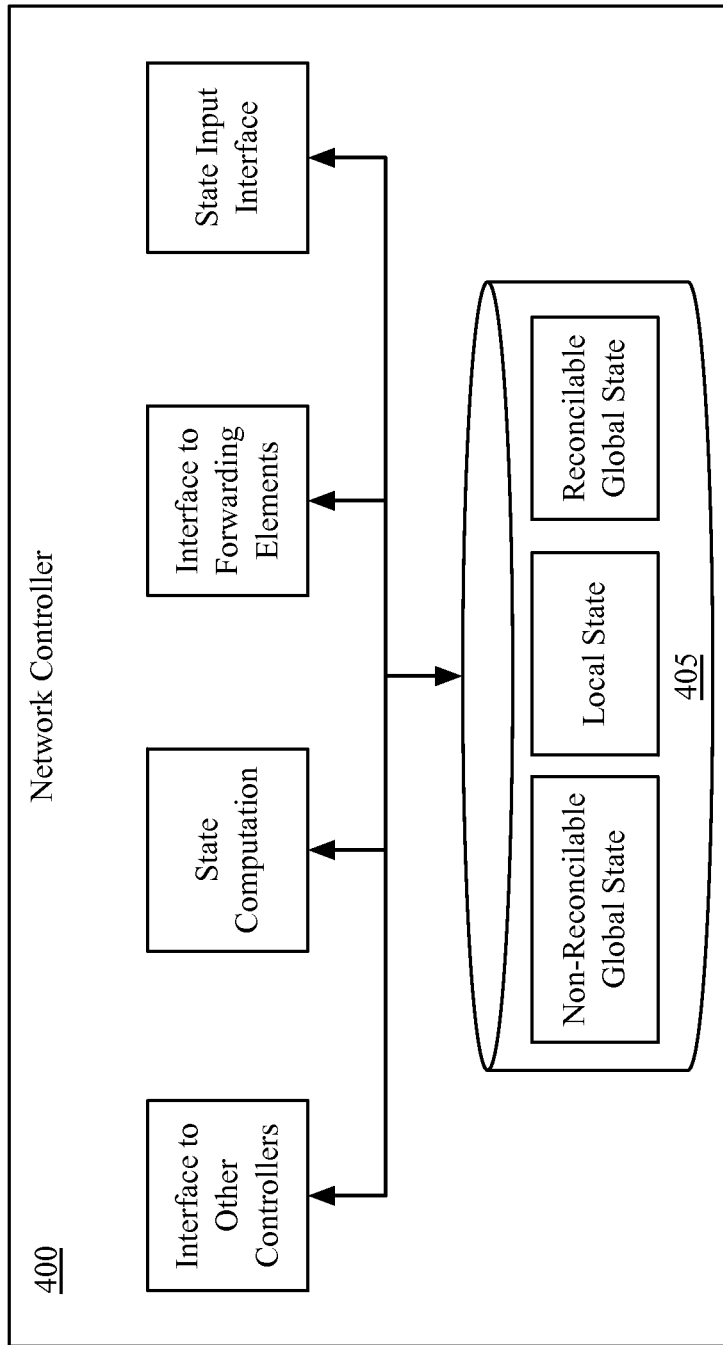 400
Network Controller
Interface to
Other
Controllers
State
Computation
Interface to
Forwarding
Elements
State Input
Interface
Non-Reconcilable
Global State
Local State
Reconcilable
Global State
405